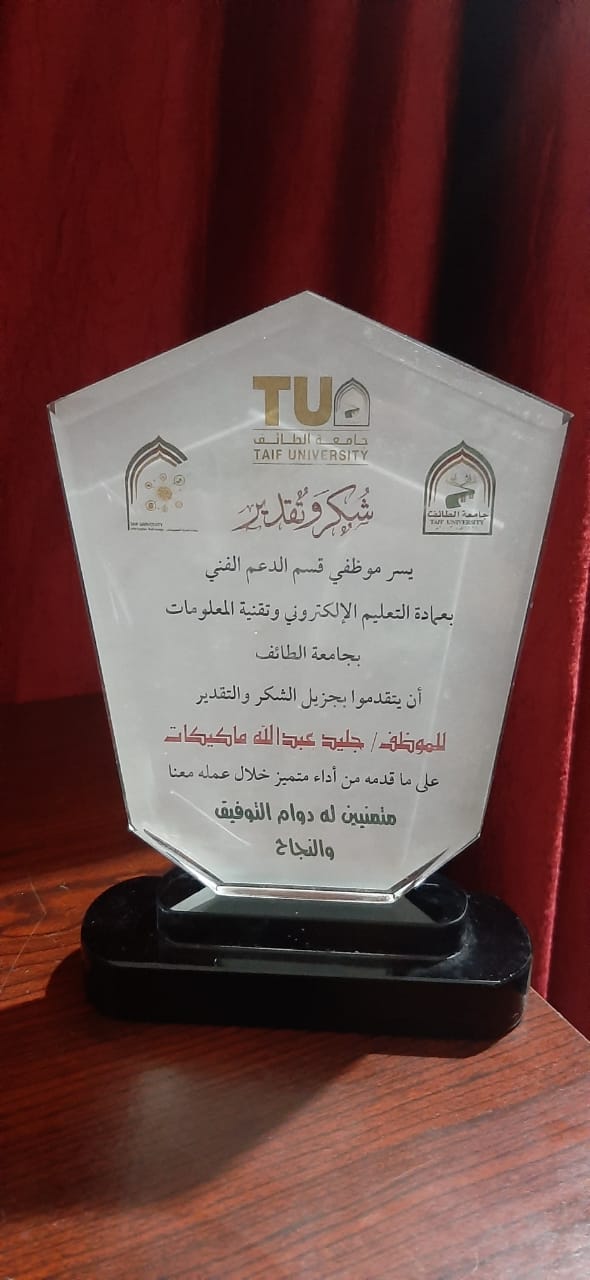 TU
جامعة الطائف
TAIF UNIVERSITY
TAIF UNIVERSITY
جامعة الطائف
TAIF UNIVERSITY
شكر وتقدير
يسر موظفي قسم الدعم الفني
بعمادة التعليم الإلكتروني وتقنية المعلومات
بجامعة الطائف
أن يتقدموا بجزيل الشكر والتقدير
للموظف/ جليد عبدالله ماكيكات
على ما قدمه من أداء متميز خلال عمله معنا
متمنيين له دوام التوفيق
والنجاح